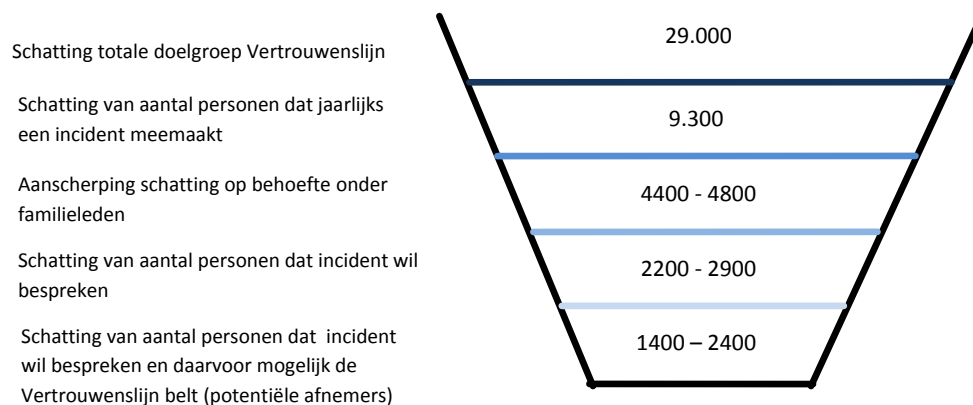 Schatting totale doelgroep Vertrouwenslijn
29.000
Schatting van aantal personen dat jaarlijks
een incident meemaakt
9.300
Aanscherping schatting op behoefte onder
familieleden
4400 - 4800
Schatting van aantal personen dat incident wil
bespreken
2200 - 2900
Schatting van aantal personen dat incident
wil bespreken en daarvoor mogelijk de
Vertrouwenslijn belt (potentiële afnemers)
1400 – 2400